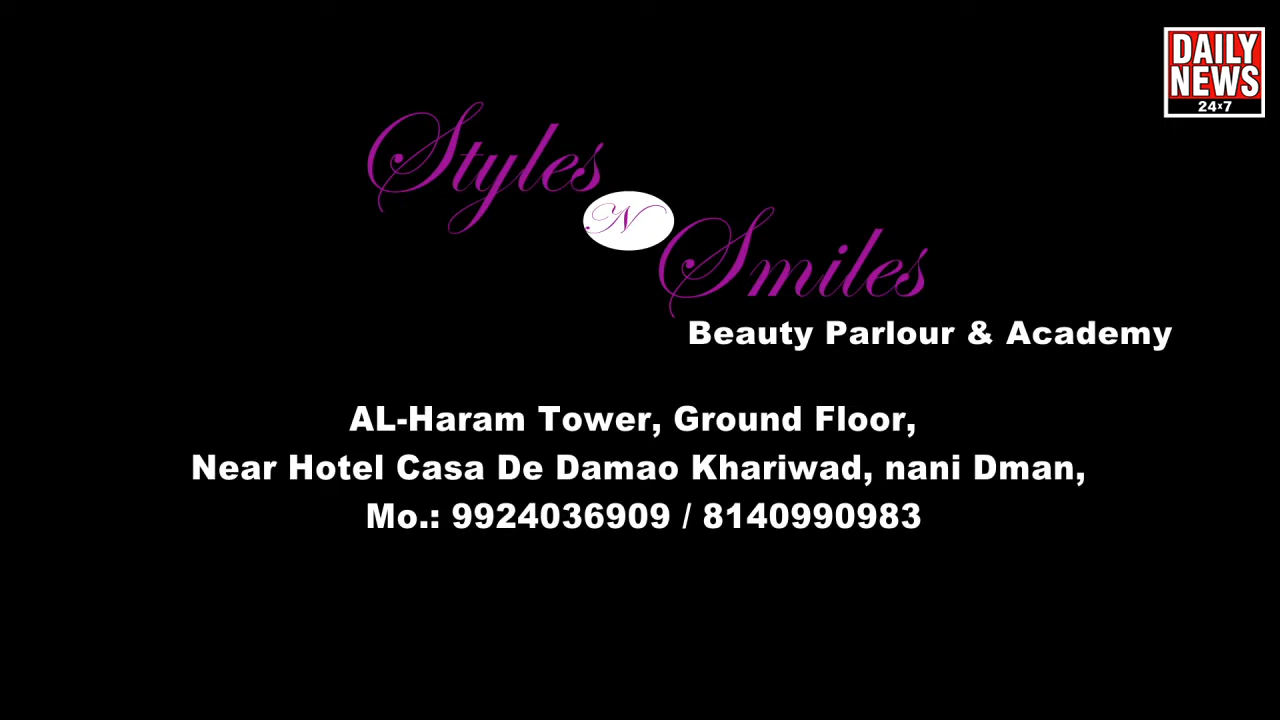 DAILY
NEWS
24x7
Styles
N
Smiles
Beauty Parlour & Academy
AL-Haram Tower, Ground Floor,
Near Hotel Casa De Damao Khariwad, nani Dman,
Mo.: 9924036909 / 8140990983